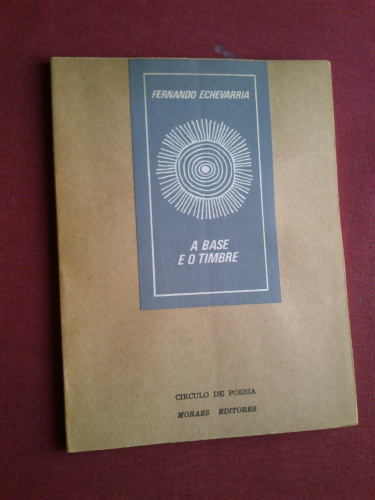 FERNANDO ECHEVARRIA
A BASE
E O TIMBRE
CIRCULO DE POESIA
MORAES EDITORES